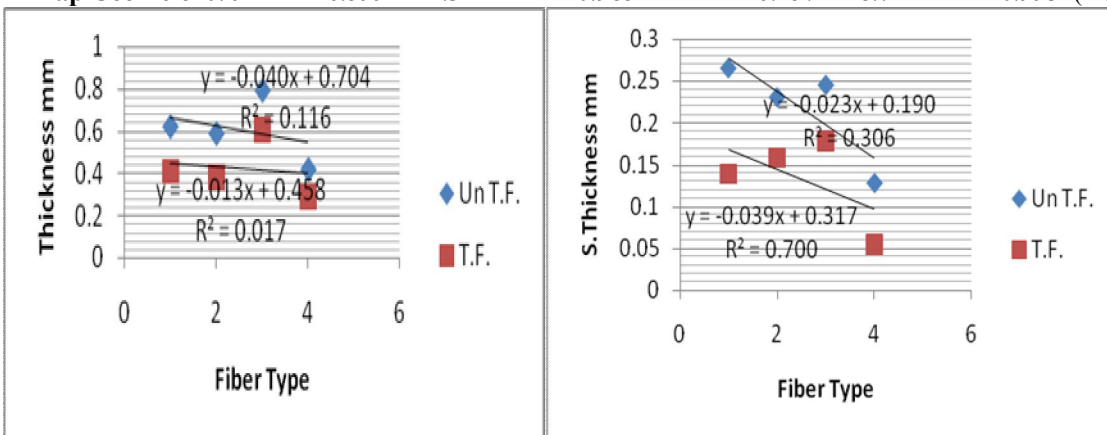 1
0.8
0.6
0.4
0.2
0
0
2
4
6
Thickness mm
Fiber Type
y = -0.040x + 0.704
R² = 0.116
y = -0.013x + 0.458
R² = 0.017
Un T.F.
T.F.
0.3
0.25
0.2
0.15
0.1
0.05
0
0
2
4
6
S.Thickness mm
Fiber Type
y = -0.023x + 0.190
R² = 0.306
y = -0.039x + 0.317
R² = 0.700
Un T.F.
T.F.